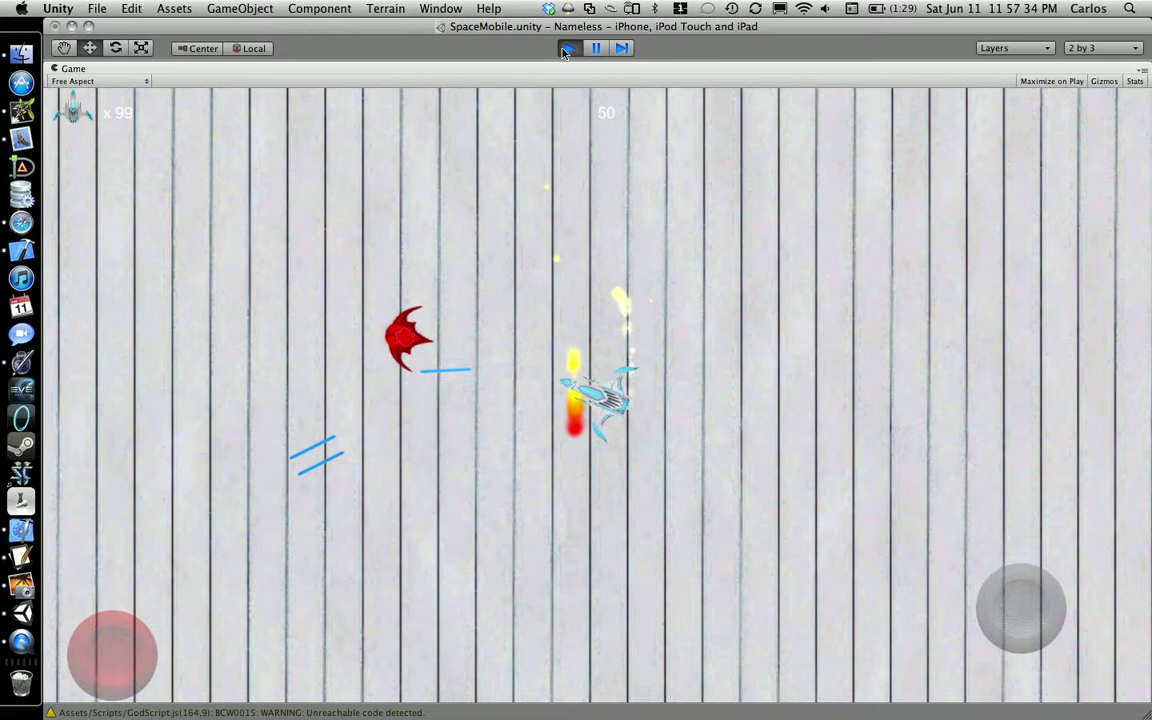 Unity File Edit Assets GameObject Component Terrain Window Help 1 (1:29) Sat Jun 11 11:57:34 PM Carlos
SpaceMobile.unity – Nameless – iPhone, iPod Touch and iPad
Center Local Layers 2 by 3
Game
Free Aspect Maximize on Play Gizmos Stats
x 99 50
11
Assets/Scripts/GodScript.js(164,9): BCW0015: WARNING: Unreachable code detected.